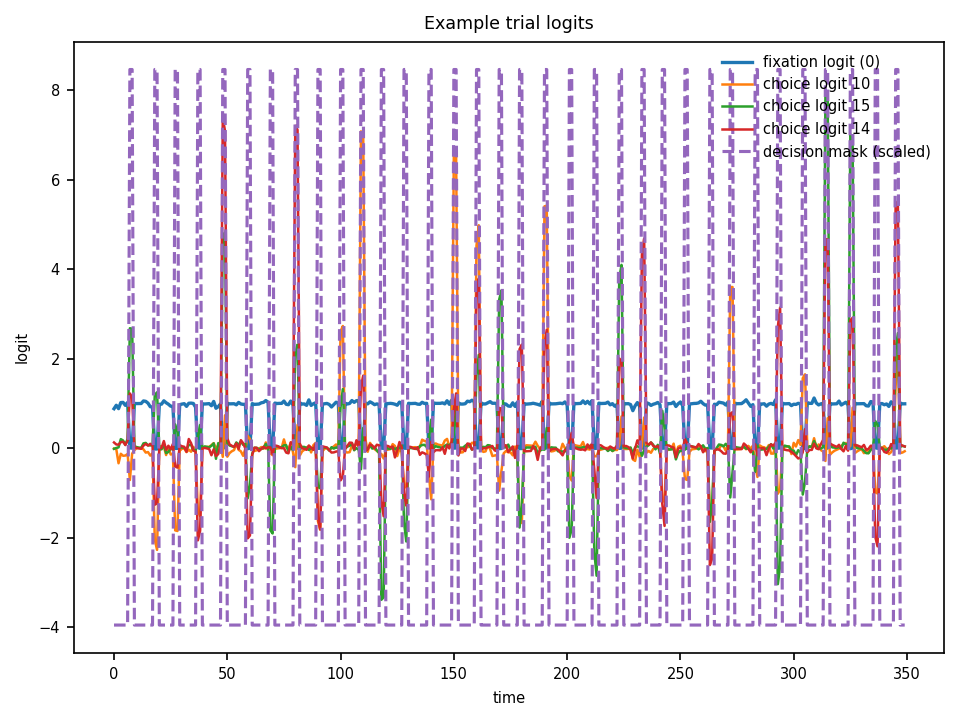 Example trial logits
fixation logit (0)
choice logit 10
choice logit 15
choice logit 14
decision mask (scaled)
logit
8
6
4
2
0
−2
−4
0 50 100 150 200 250 300 350
time